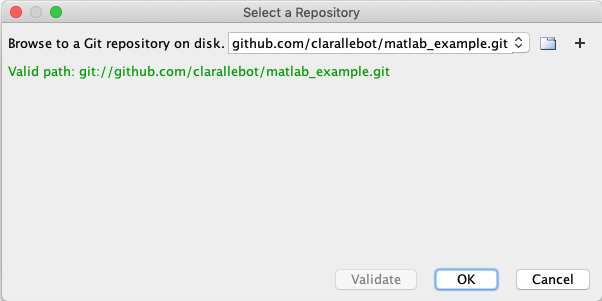 Select a Repository
Browse to a Git repository on disk. github.com/clarallebot/matlab_example.git
Valid path: git://github.com/clarallebot/matlab_example.git
Validate OK Cancel